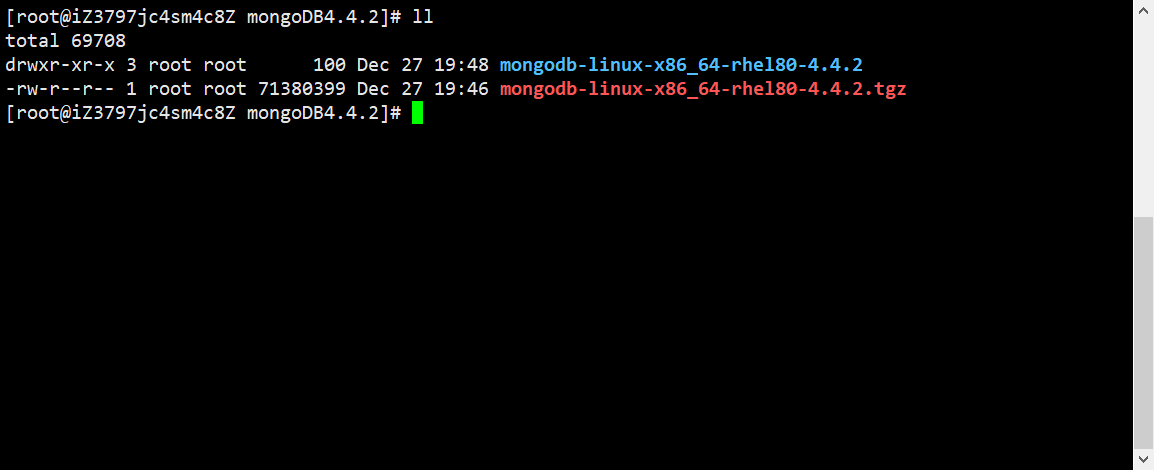 [root@iZ3797jc4sm4c8Z mongoDB4.4.2]# ll
total 69708
drwxr-xr-x 3 root root      100 Dec 27 19:48 mongodb-linux-x86_64-rhel80-4.4.2
-rw-r--r-- 1 root root 71380399 Dec 27 19:46 mongodb-linux-x86_64-rhel80-4.4.2.tgz
[root@iZ3797jc4sm4c8Z mongoDB4.4.2]#